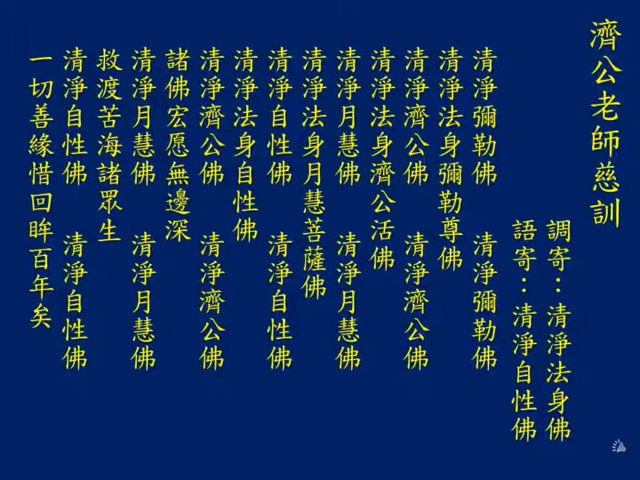 濟公老師慈訓
調寄：清淨法身佛
語寄：清淨自性佛
清淨彌勒佛　清淨彌勒佛
清淨法身彌勒尊佛
清淨濟公佛　清淨濟公佛
清淨法身濟公活佛
清淨月慧佛　清淨月慧佛
清淨法身月慧菩薩佛
清淨自性佛　清淨自性佛
清淨法身自性佛
清淨濟公佛　清淨濟公佛
諸佛宏愿無邊深
清淨月慧佛　清淨月慧佛
救渡苦海諸眾生
清淨自性佛　清淨自性佛
一切善緣惜回眸百年矣